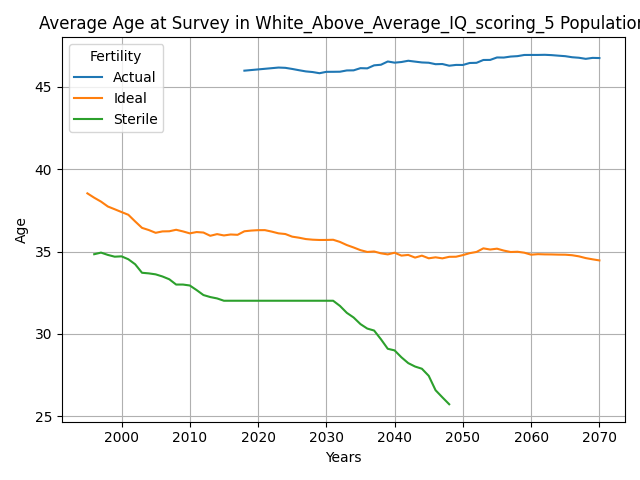 Average Age at Survey in White_Above_Average_IQ_scoring_5 Population
Fertility
Actual
Ideal
Sterile
45
40
35
30
25
Age
2000 2010 2020 2030 2040 2050 2060 2070
Years